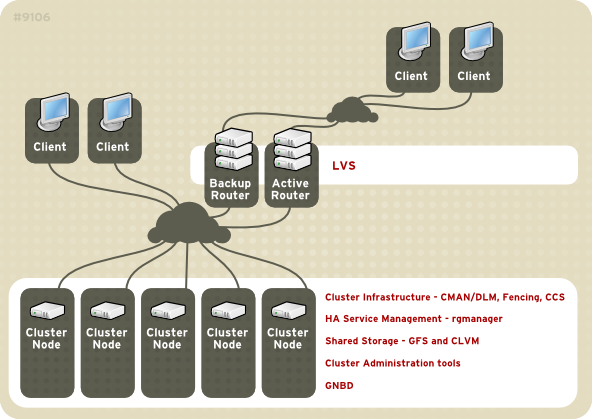 #9106
Client Client
Client Client
LVS
Backup Router
Active Router
Cluster Node
Cluster Node
Cluster Node
Cluster Node
Cluster Node
Cluster Infrastructure - CMAN/DLM, Fencing, CCS
HA Service Management - rgmanager
Shared Storage - GFS and CLVM
Cluster Administration tools
GNBD